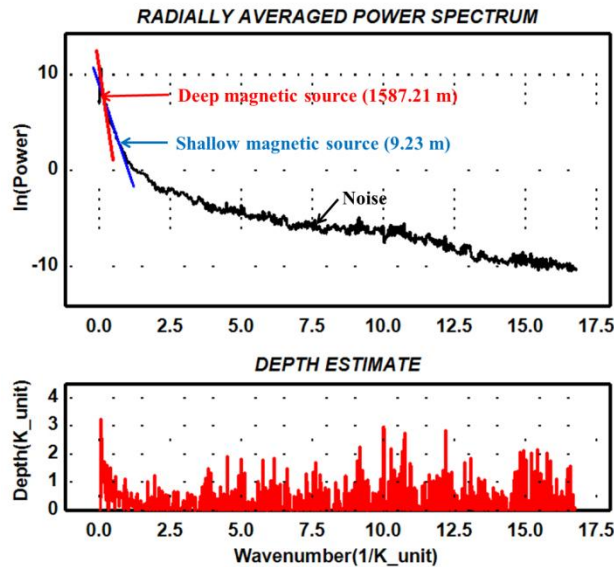 RADIALLY AVERAGED POWER SPECTRUM
10
Deep magnetic source (1587.21 m)
Shallow magnetic source (9.23 m)
ln(Power)
0
Noise
-10
0.0 2.5 5.0 7.5 10.0 12.5 15.0 17.5
DEPTH ESTIMATE
4
3
2
1
0
Depth(K_unit)
0.0 2.5 5.0 7.5 10.0 12.5 15.0 17.5
Wavenumber(1/K_unit)